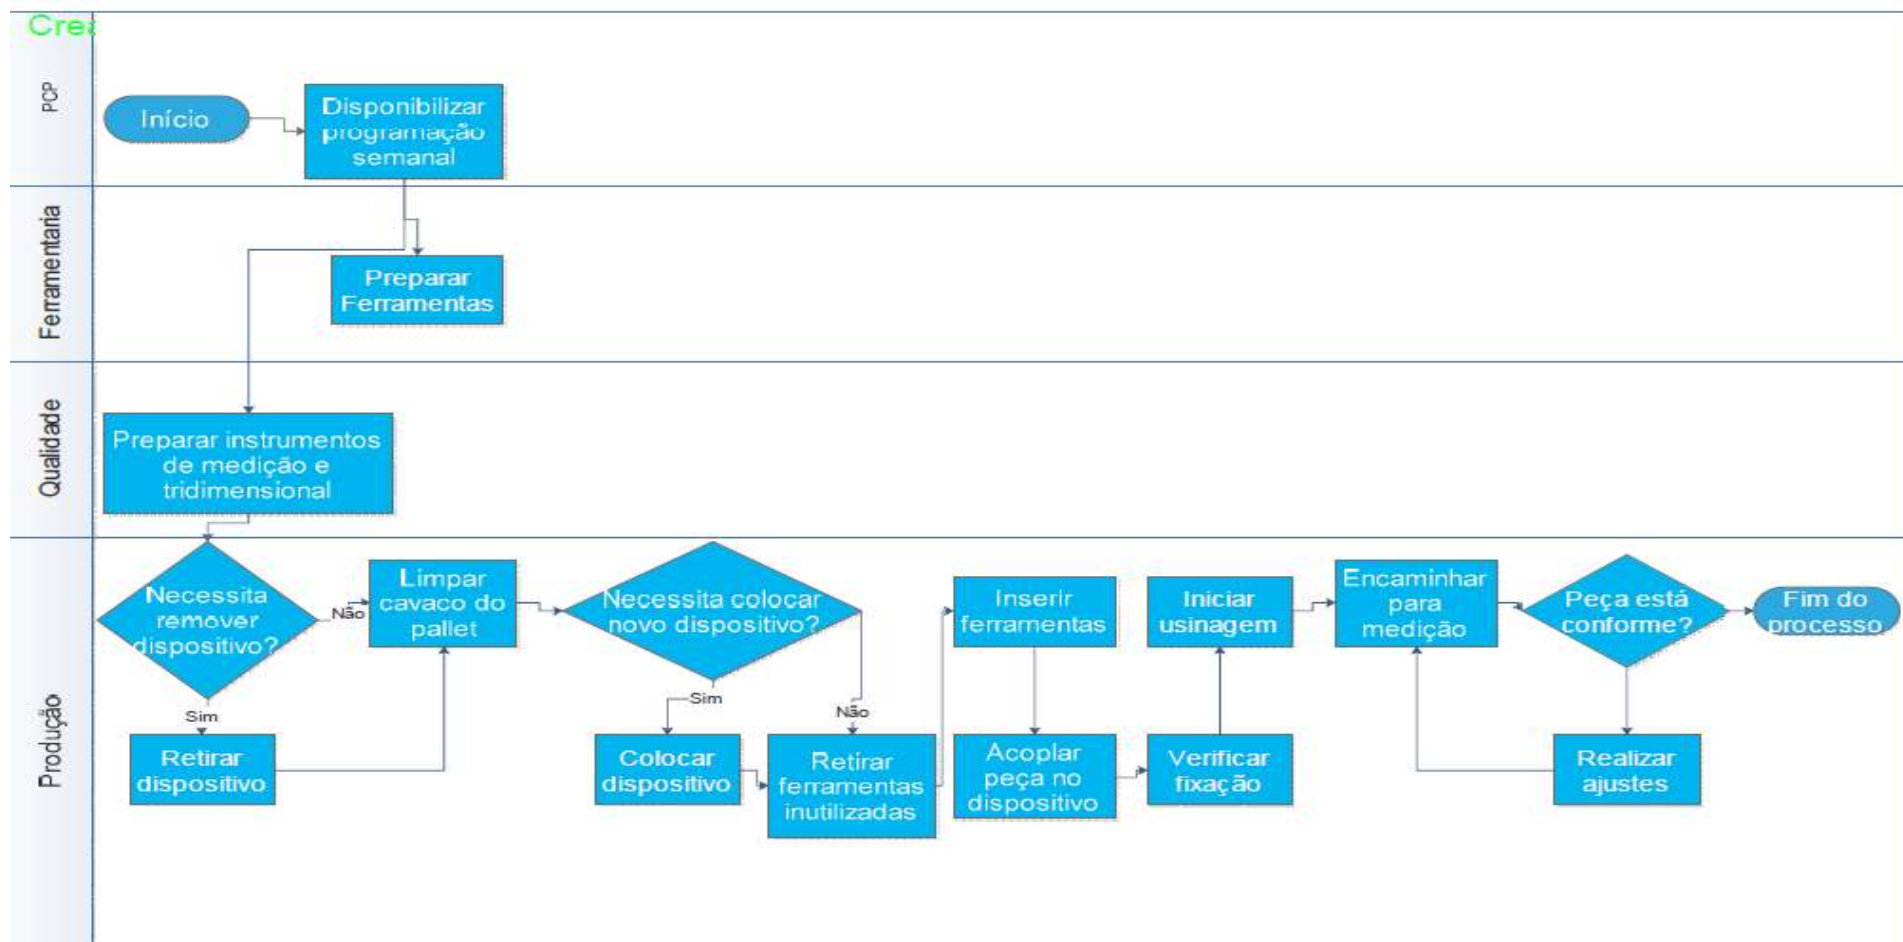 Crea
PCP
Início
Disponibilizar
programação
semanal
Ferramentaria
Preparar
Ferramentas
Qualidade
Preparar instrumentos
de medição e
tridimensional
Produção
Necessita
remover
dispositivo?
Não
Sim
Retirar
dispositivo
Limpar
cavaco do
pallet
Necessita colocar
novo dispositivo?
Sim
Não
Colocar
dispositivo
Retirar
ferramentas
inutilizadas
Inserir
ferramentas
Acoplar
peça no
dispositivo
Verificar
fixação
Iniciar
usinagem
Encaminhar
para
medição
Peça está
conforme?
Realizar
ajustes
Fim do
processo